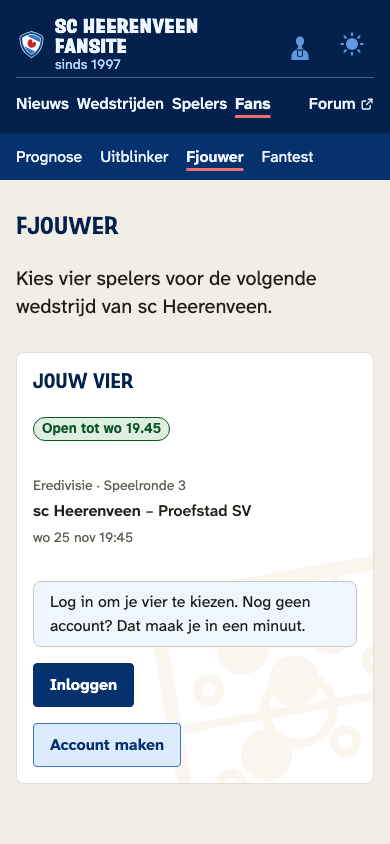 SC HEERENVEEN
FANSITE
sinds 1997
Nieuws Wedstrijden Spelers Fans Forum
Prognose Uitblinker Fjouwer Fantest
FJOUWER
Kies vier spelers voor de volgende
wedstrijd van sc Heerenveen.
JOUW VIER
Open tot wo 19.45
Eredivisie · Speelronde 3
sc Heerenveen – Proefstad SV
wo 25 nov 19:45
Log in om je vier te kiezen. Nog geen
account? Dat maak je in een minuut.
Inloggen
Account maken